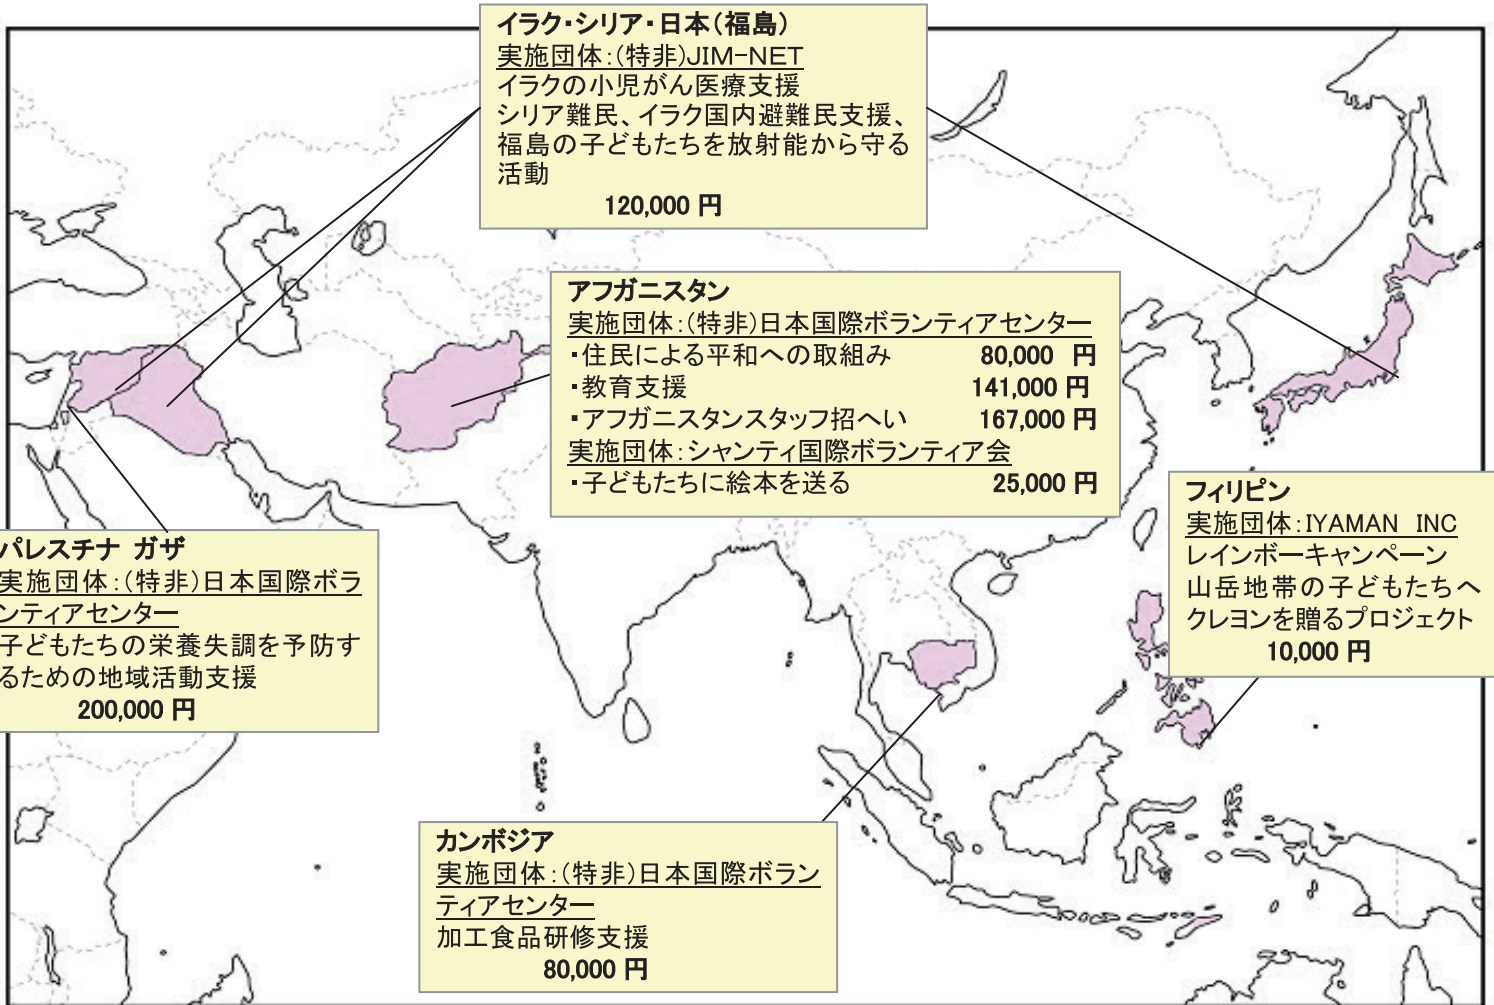 イラク・シリア・日本(福島)
実施団体:(特非)JIM-NET
イラクの小児がん医療支援
シリア難民、イラク国内避難民支援、
福島の子どもたちを放射能から守る
活動
120,000 円
アフガニスタン
実施団体:(特非)日本国際ボランティアセンター
・住民による平和への取組み 80,000 円
・教育支援 141,000 円
・アフガニスタンスタッフ招へい 167,000 円
実施団体:シャンティ国際ボランティア会
・子どもたちに絵本を送る 25,000 円
フィリピン
実施団体:IYAMAN INC
レインボーキャンペーン
山岳地帯の子どもたちへ
クレヨンを贈るプロジェクト
10,000 円
パレスチナ ガザ
実施団体:(特非)日本国際ボラ
ンティアセンター
子どもたちの栄養失調を予防す
るための地域活動支援
200,000 円
カンボジア
実施団体:(特非)日本国際ボラン
ティアセンター
加工食品研修支援
80,000 円